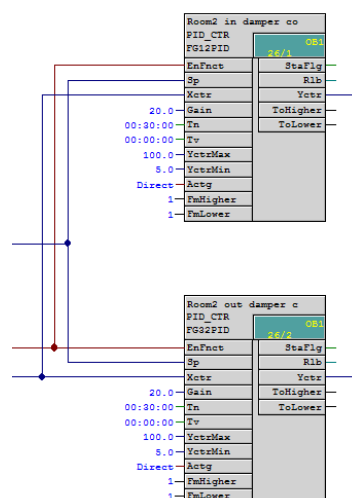 Room2 in damper co
PID_CTR
FG12PID
OB1
26/1
EnFnct StaFlg
Sp Rlb
Xctr Yctr
20.0 Gain ToHigher
00:30:00 Tn ToLower
00:00:00 Tv
100.0 YctrMax
5.0 YctrMin
Direct Actg
1 FmHigher
1 FmLower
Room2 out damper c
PID_CTR
FG32PID
OB1
26/2
EnFnct StaFlg
Sp Rlb
Xctr Yctr
20.0 Gain ToHigher
00:30:00 Tn ToLower
00:00:00 Tv
100.0 YctrMax
5.0 YctrMin
Direct Actg
1 FmHigher
1 FmLower